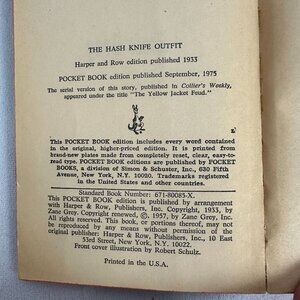 THE HASH KNIFE OUTFIT
Harper and Row edition published 1933
POCKET BOOK edition published September, 1975
The serial version of this story, published in Collier's Weekly,
appeared under the title "The Yellow Jacket Feud."
This POCKET BOOK edition includes every word contained
in the original, higher-priced edition. It is printed from
brand-new plates made from completely reset, clear, easy-to-
read type. POCKET BOOK editions are published by POCKET
BOOKS, a division of Simon & Schuster, Inc., 630 Fifth
Avenue, New York, N.Y. 10020. Trademarks registered
in the United States and other countries.
Standard Book Number: 671-80085-X.
This POCKET BOOK edition is published by arrangement
with Harper & Row, Publishers, Inc. Copyright, 1933, by
Zane Grey. Copyright renewed, ©, 1957, by Zane Grey, Inc.
All rights reserved. This book, or portions thereof, may not
be reproduced by any means without permission of the
original publisher: Harper & Row, Publishers, Inc., 10 East
53rd Street, New York, N.Y. 10022.
Front cover illustration by Robert Schulz.
Printed in the U.S.A.